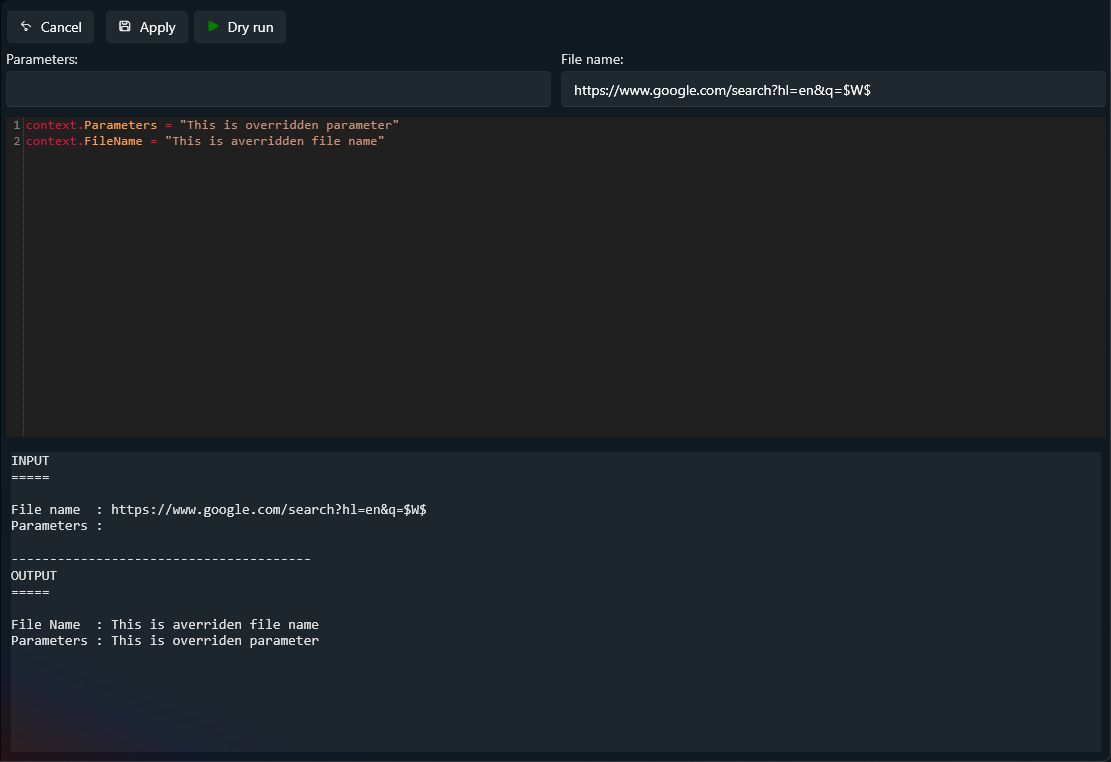 Cancel Apply Dry run
Parameters: File name:
https://www.google.com/search?hl=en&q=$W$
1 context.Parameters = "This is overridden parameter"
2 context.FileName = "This is averridden file name"
INPUT
=====
File name : https://www.google.com/search?hl=en&q=$W$
Parameters :
---------------------------------------
OUTPUT
=====
File Name : This is averriden file name
Parameters : This is overriden parameter